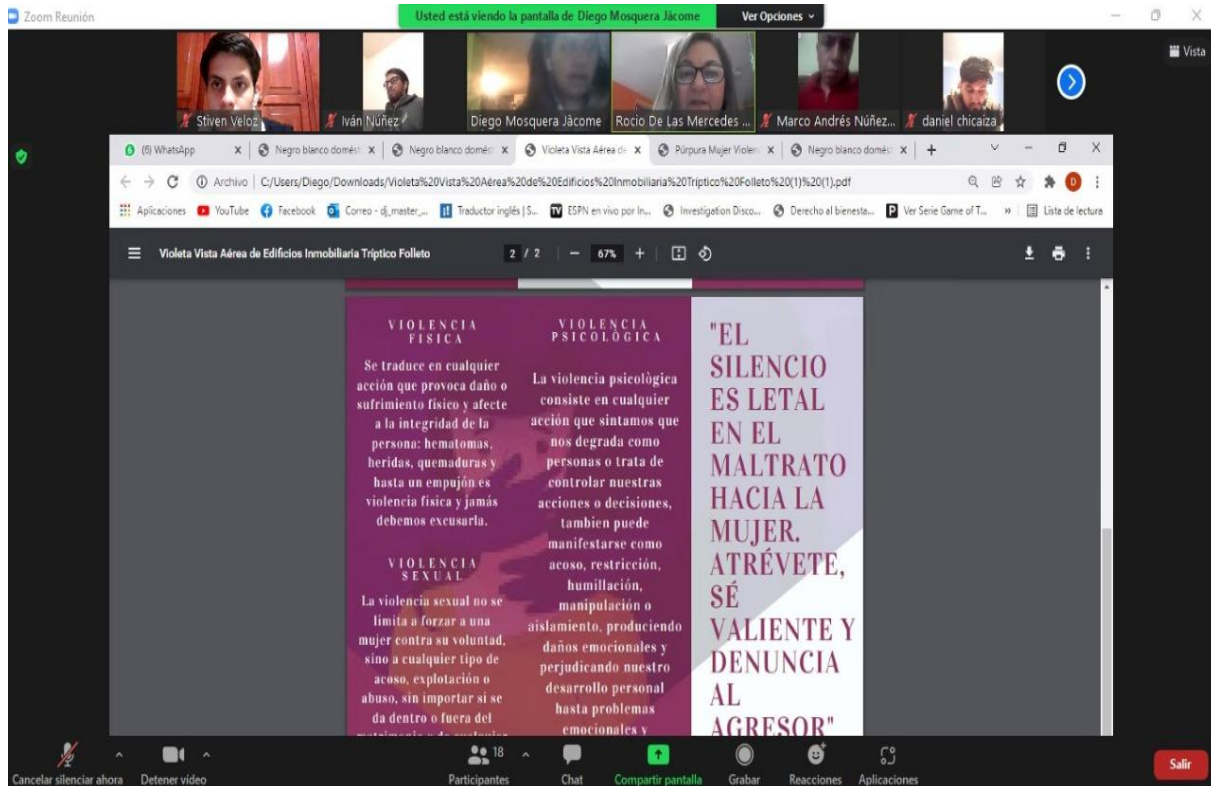 Zoom Reunión
Usted está viendo la pantalla de Diego Mosquera Jàcome
Ver Opciones
Vista
Stiven Veloz
Iván Núñez
Diego Mosquera Jàcome
Rocio De Las Mercedes ...
Marco Andrés Núñez...
daniel chicaiza
(6) WhatsApp
Negro blanco domést
Negro blanco domést
Violeta Vista Aérea de
Púrpura Mujer Violen
Negro blanco domést
Archivo
C:/Users/Diego/Downloads/Violeta%20Vista%20Aérea%20de%20Edificios%20Inmobiliaria%20Tríptico%20Folleto%20(1)%20(1).pdf
D
Aplicaciones
YouTube
Facebook
Correo - dj_master_...
Traductor inglés | S...
ESPN en vivo por In...
Investigation Disco...
Derecho al bienesta...
Ver Serie Game of T...
Lista de lectura
Violeta Vista Aérea de Edificios Inmobiliaria Tríptico Folleto
2 / 2
67%
VIOLENCIA
FISICA
Se traduce en cualquier
acción que provoca daño o
sufrimiento físico y afecte
a la integridad de la
persona: hematomas,
heridas, quemaduras y
hasta un empujón es
violencia física y jamás
debemos excusarla.
VIOLENCIA
SEXUAL
La violencia sexual no se
limita a forzar a una
mujer contra su voluntad,
sino a cualquier tipo de
acoso, explotación o
abuso, sin importar si se
da dentro o fuera del
VIOLENCIA
PSICOLÒGICA
La violencia psicològica
consiste en cualquier
acción que sintamos que
nos degrada como
personas o trata de
controlar nuestras
acciones o decisiones,
tambien puede
manifestarse como
acoso, restricción,
humillación,
manipulación o
aislamiento, produciendo
daños emocionales y
perjudicando nuestro
desarrollo personal
hasta problemas
emocionales y
"EL
SILENCIO
ES LETAL
EN EL
MALTRATO
HACIA LA
MUJER.
ATRÉVETE,
SÉ
VALIENTE Y
DENUNCIA
AL
AGRESOR"
Cancelar silenciar ahora
Detener video
18
Participantes
Chat
Compartir pantalla
Grabar
Reacciones
Aplicaciones
Salir